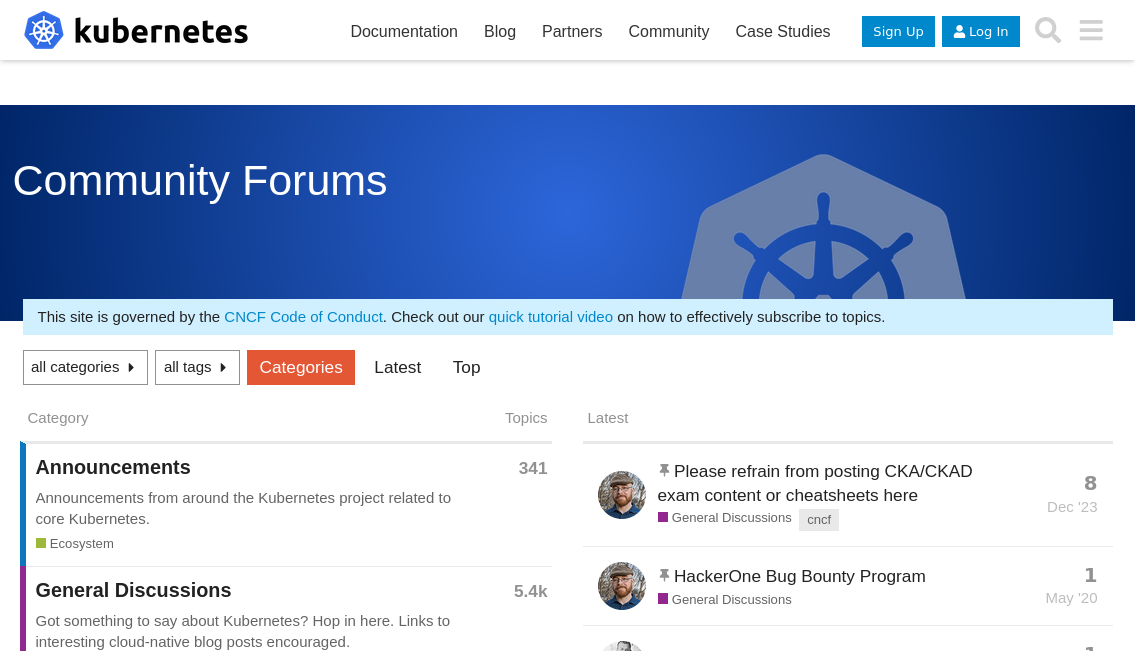 kubernetes
Documentation Blog Partners Community Case Studies Sign Up Log In
Community Forums
This site is governed by the CNCF Code of Conduct. Check out our quick tutorial video on how to effectively subscribe to topics.
all categories all tags Categories Latest Top
Category Topics
Announcements 341
Announcements from around the Kubernetes project related to
core Kubernetes.
Ecosystem
General Discussions 5.4k
Got something to say about Kubernetes? Hop in here. Links to
interesting cloud-native blog posts encouraged.
Latest
Please refrain from posting CKA/CKAD
exam content or cheatsheets here
General Discussions cncf
8
Dec '23
HackerOne Bug Bounty Program
General Discussions
1
May '20